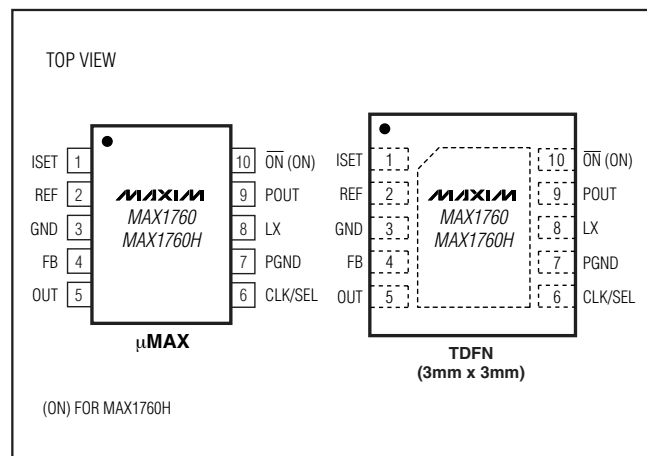 TOP VIEW
ISET 1
REF 2
GND 3
FB 4
OUT 5
MAXIM
MAX1760
MAX1760H
10 ON (ON)
9 POUT
8 LX
7 PGND
6 CLK/SEL
µMAX
ISET 1
REF 2
GND 3
FB 4
OUT 5
MAXIM
MAX1760
MAX1760H
10 ON (ON)
9 POUT
8 LX
7 PGND
6 CLK/SEL
TDFN
(3mm x 3mm)
(ON) FOR MAX1760H